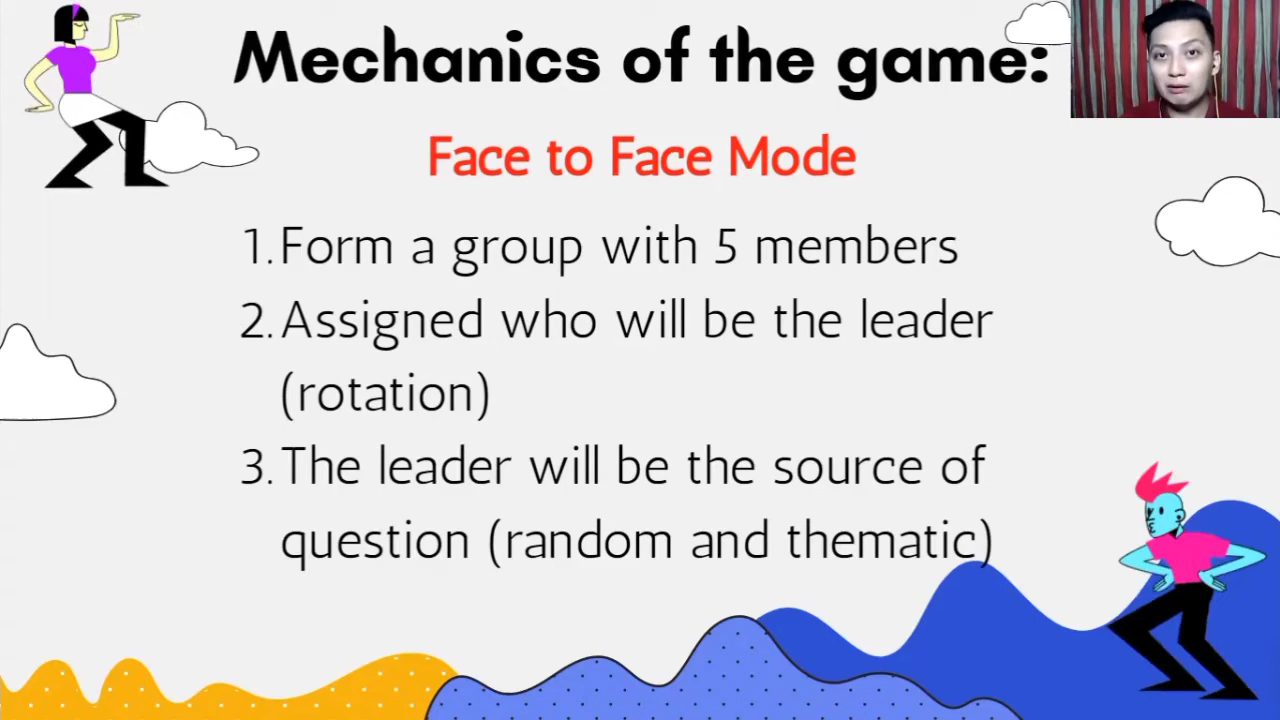 Mechanics of the game:
Face to Face Mode
1. Form a group with 5 members
2. Assigned who will be the leader
(rotation)
3. The leader will be the source of
question (random and thematic)